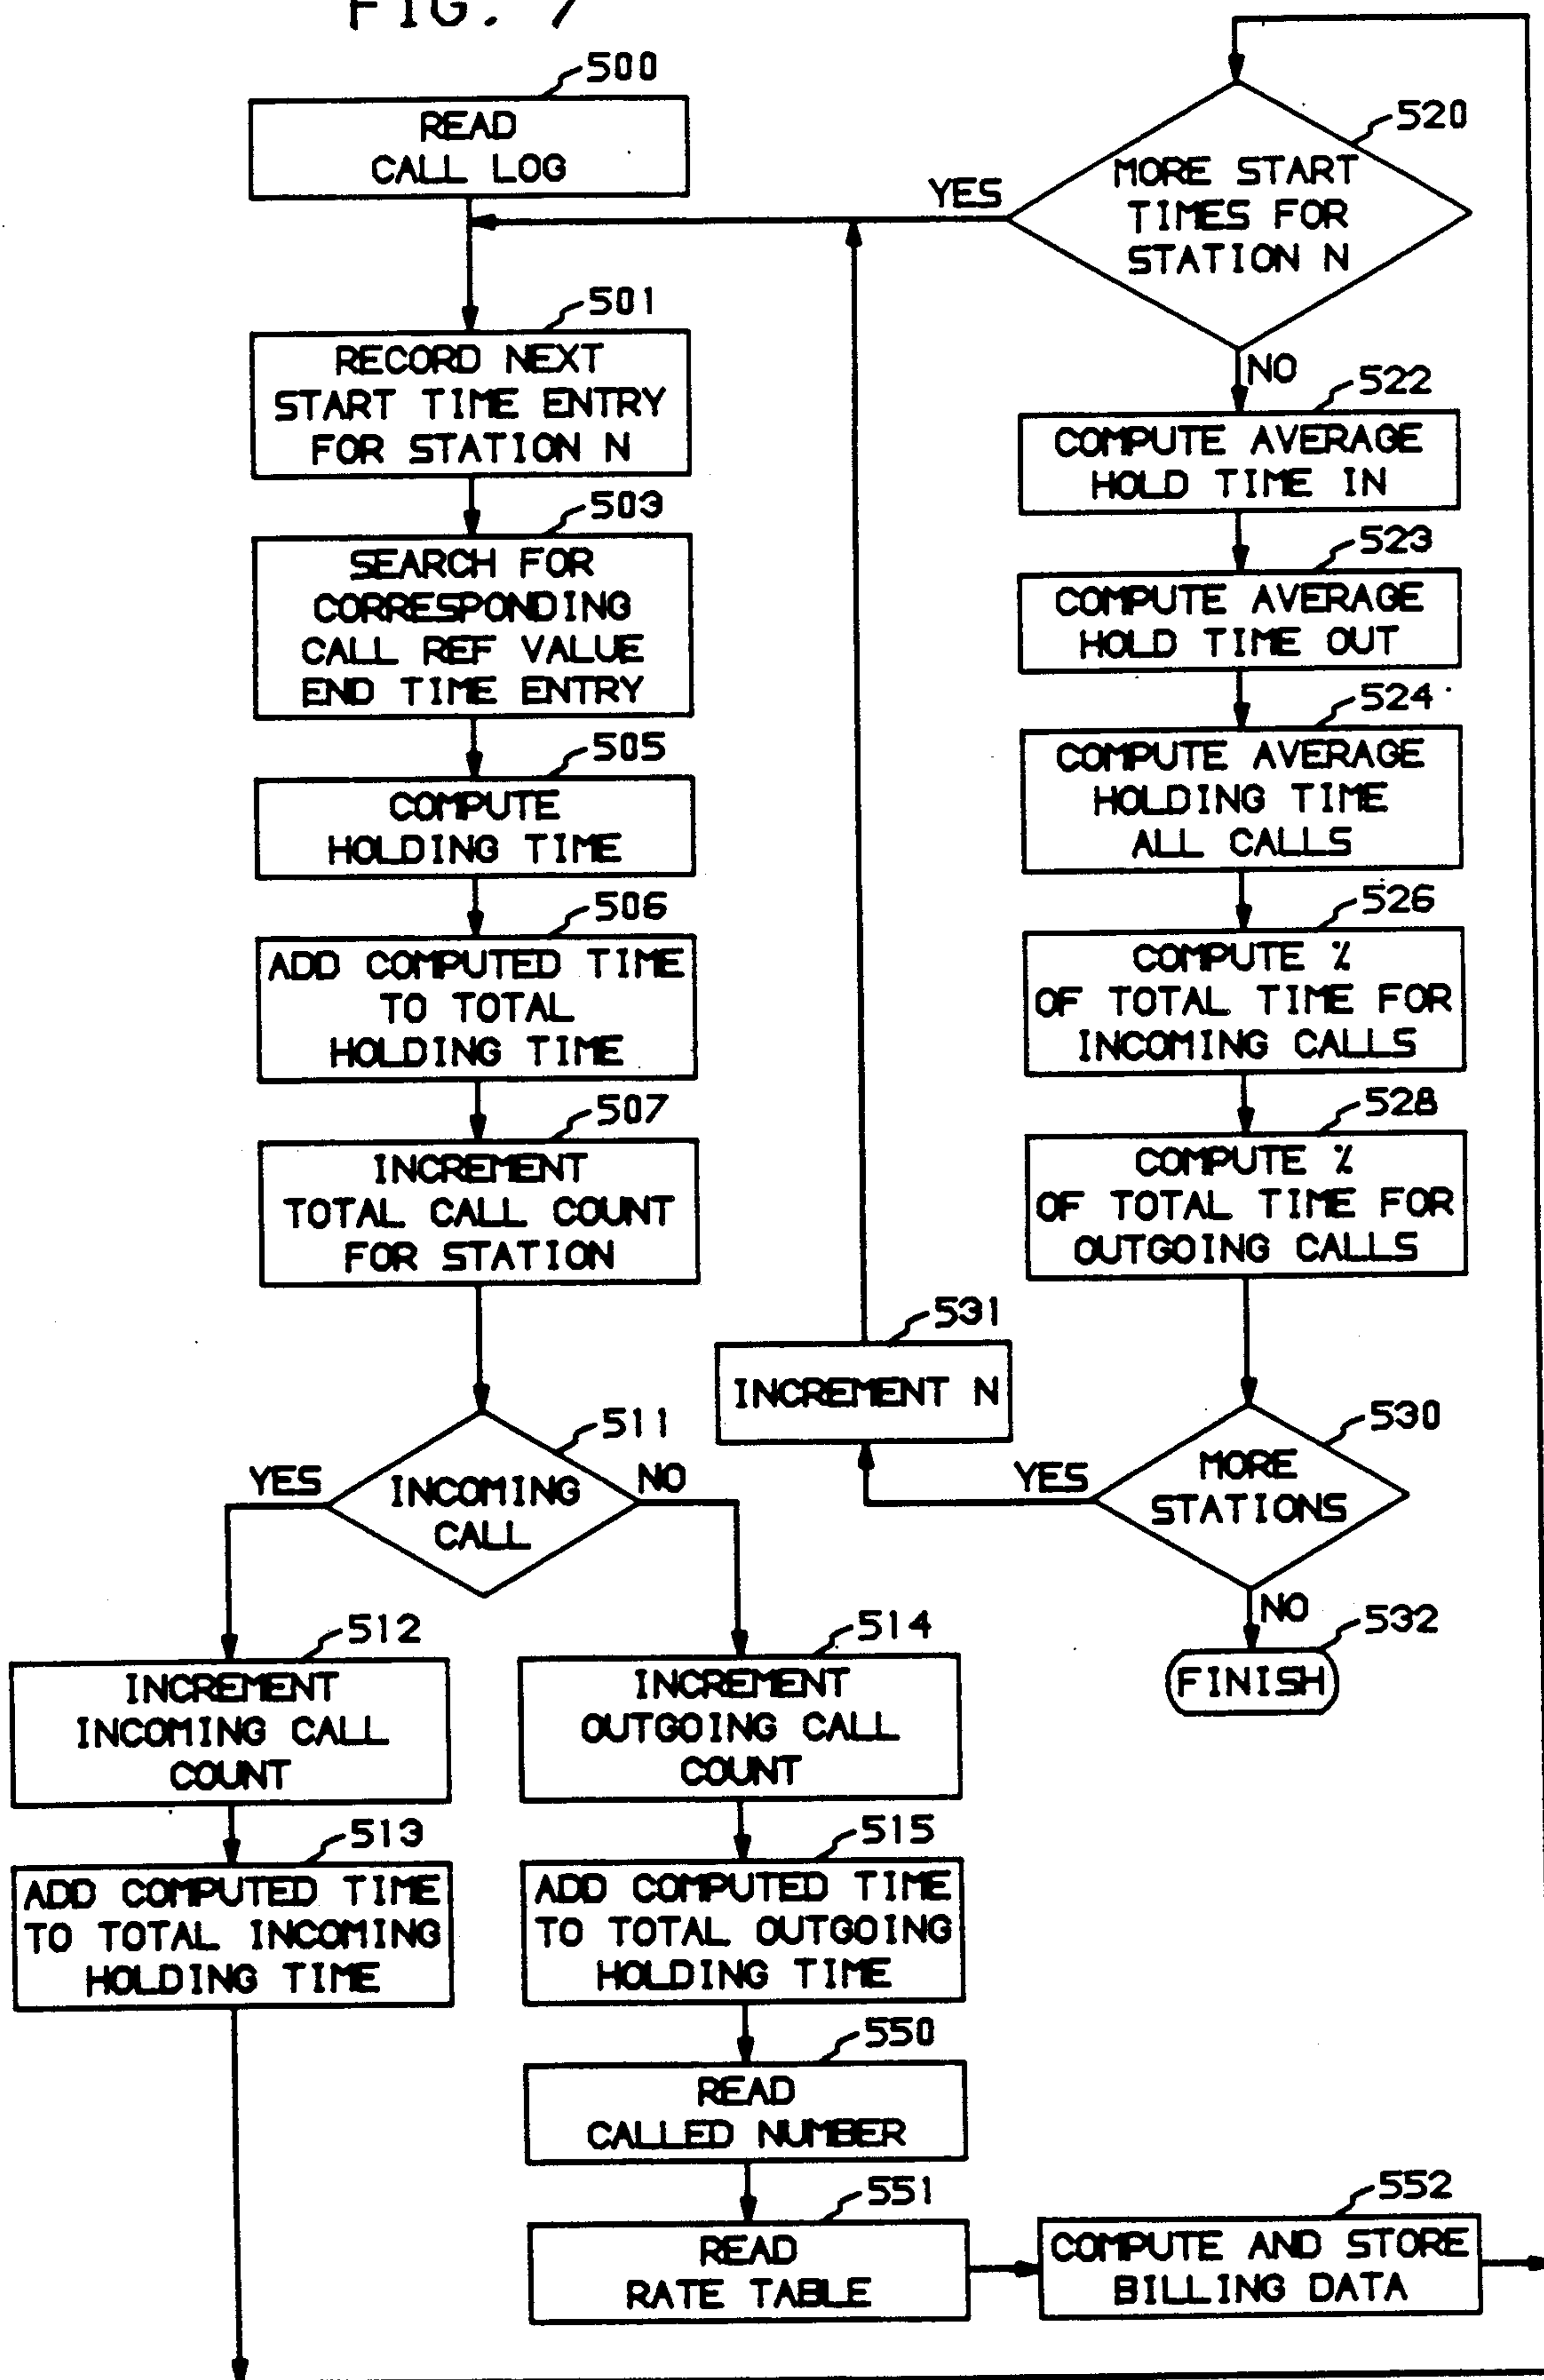 FIG. 7
500
READ
CALL LOG
501
RECORD NEXT
START TIME ENTRY
FOR STATION N
503
SEARCH FOR
CORRESPONDING
CALL REF VALUE
END TIME ENTRY
505
COMPUTE
HOLDING TIME
506
ADD COMPUTED TIME
TO TOTAL
HOLDING TIME
507
INCREMENT
TOTAL CALL COUNT
FOR STATION
511
YES
INCOMING
CALL
NO
512
INCREMENT
INCOMING CALL
COUNT
513
ADD COMPUTED TIME
TO TOTAL INCOMING
HOLDING TIME
514
INCREMENT
OUTGOING CALL
COUNT
515
ADD COMPUTED TIME
TO TOTAL OUTGOING
HOLDING TIME
550
READ
CALLED NUMBER
551
READ
RATE TABLE
552
COMPUTE AND STORE
BILLING DATA
520
YES
MORE START
TIMES FOR
STATION N
NO
522
COMPUTE AVERAGE
HOLD TIME IN
523
COMPUTE AVERAGE
HOLD TIME OUT
524
COMPUTE AVERAGE
HOLDING TIME
ALL CALLS
526
COMPUTE %
OF TOTAL TIME FOR
INCOMING CALLS
528
COMPUTE %
OF TOTAL TIME FOR
OUTGOING CALLS
530
YES
MORE
STATIONS
NO
531
INCREMENT N
532
FINISH